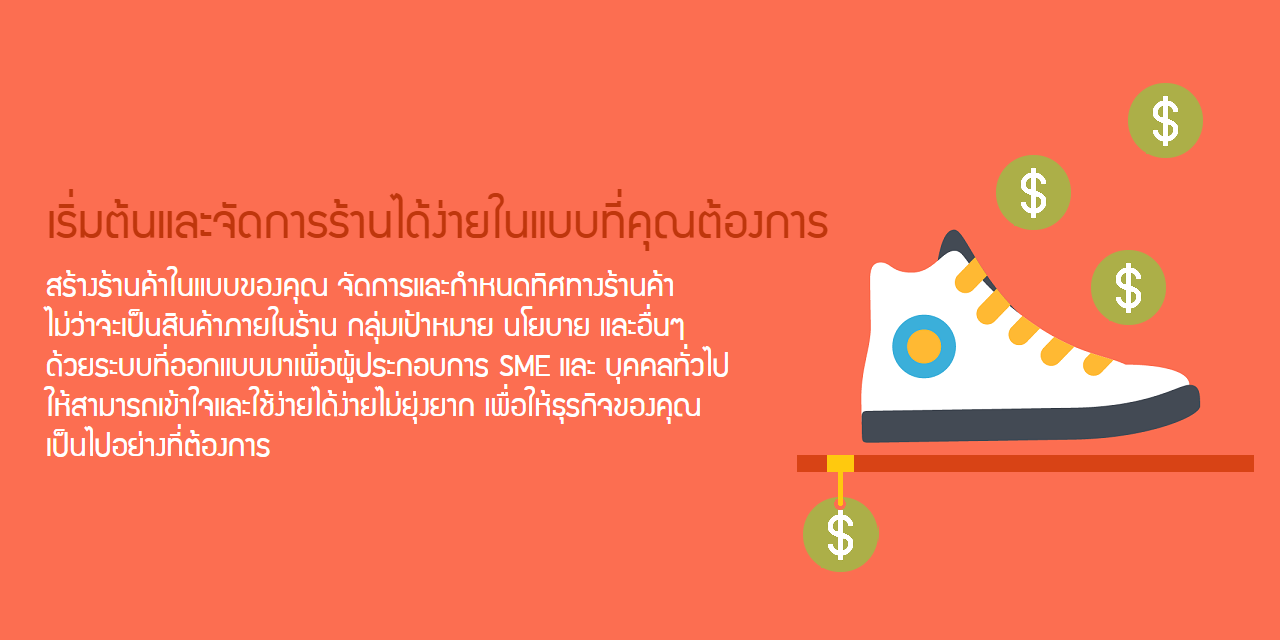 เริ่มต้นและจัดการร้านได้ง่ายในแบบที่คุณต้องการ
สร้างร้านค้าในแบบของคุณ จัดการและกำหนดทิศทางร้านค้า
ไม่ว่าจะเป็นสินค้าภายในร้าน กลุ่มเป้าหมาย นโยบาย และอื่นๆ
ด้วยระบบที่ออกแบบมาเพื่อผู้ประกอบการ SME และ บุคคลทั่วไป
ให้สามารถเข้าใจและใช้ง่ายได้ง่ายไม่ยุ่งยาก เพื่อให้ธุรกิจของคุณ
เป็นไปอย่างที่ต้องการ
$
$
$
$